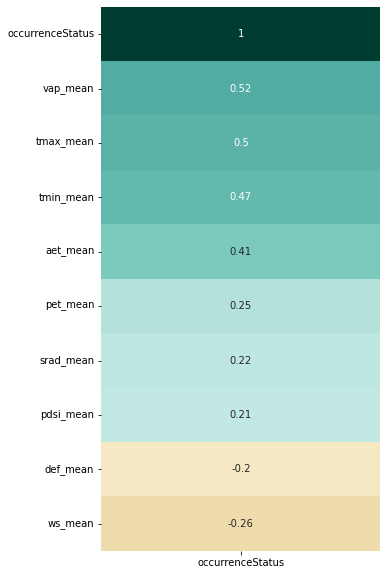 occurrenceStatus 1
vap_mean 0.52
tmax_mean 0.5
tmin_mean 0.47
aet_mean 0.41
pet_mean 0.25
srad_mean 0.22
pdsi_mean 0.21
def_mean -0.2
ws_mean -0.26
occurrenceStatus